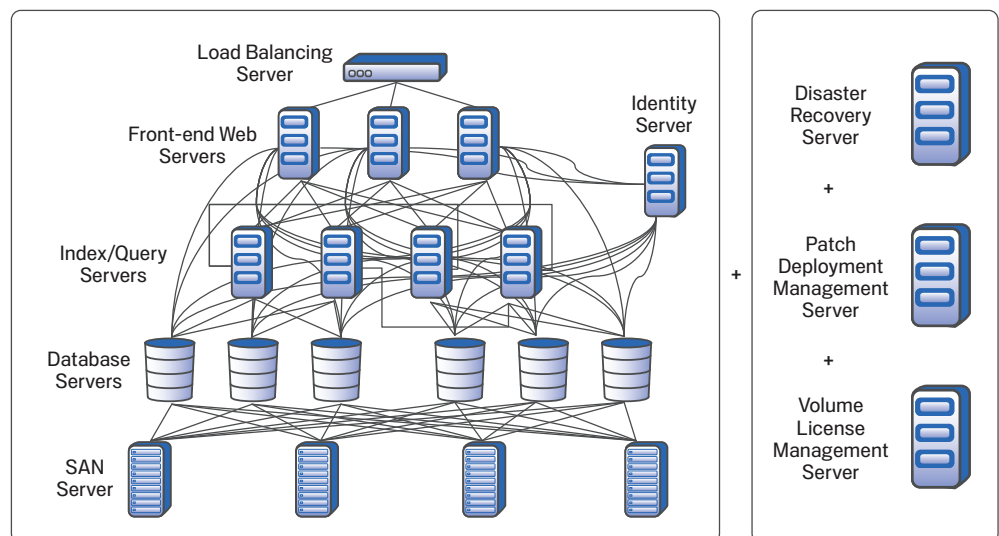 Load Balancing
Server
Front-end Web
Servers
Identity
Server
Index/Query
Servers
Database
Servers
SAN
Server
+
Disaster
Recovery
Server
+
Patch
Deployment
Management
Server
+
Volume
License
Management
Server